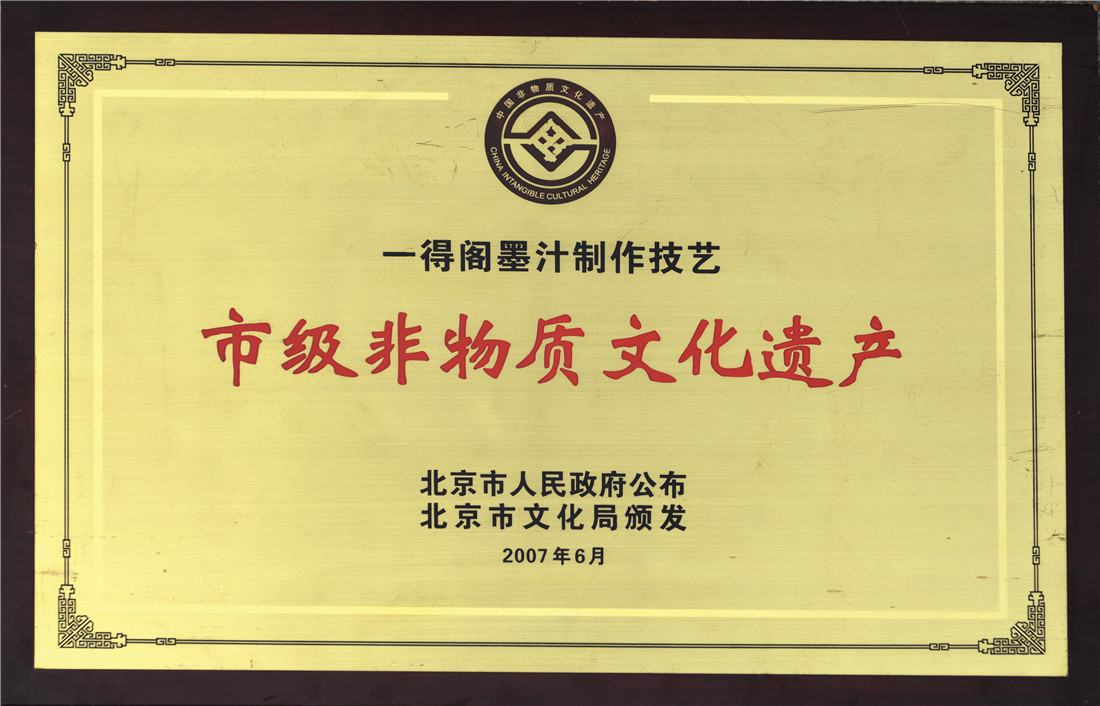 中国非物质文化遗产
CHINA INTANGIBLE CULTURAL HERITAGE
一得阁墨汁制作技艺
市级非物质文化遗产
北京市人民政府公布
北京市文化局颁发
2007年6月